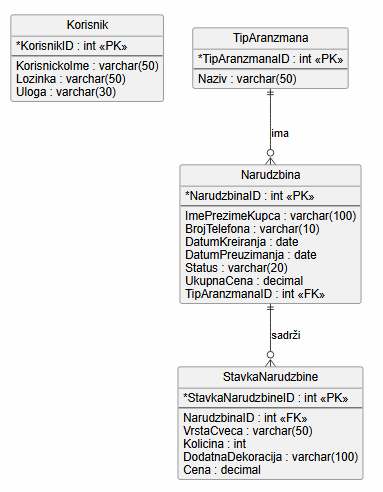 Korisnik
*KorisnikID : int «PK»
KorisnickoIme : varchar(50)
Lozinka : varchar(50)
Uloga : varchar(30)
TipAranzmana
*TipAranzmanaID : int «PK»
Naziv : varchar(50)
ima
Narudzbina
*NarudzbinaID : int «PK»
ImePrezimeKupca : varchar(100)
BrojTelefona : varchar(10)
DatumKreiranja : date
DatumPreuzimanja : date
Status : varchar(20)
UkupnaCena : decimal
TipAranzmanaID : int «FK»
sadrži
StavkaNarudzbine
*StavkaNarudzbineID : int «PK»
NarudzbinaID : int «FK»
VrstaCveca : varchar(50)
Kolicina : int
DodatnaDekoracija : varchar(100)
Cena : decimal